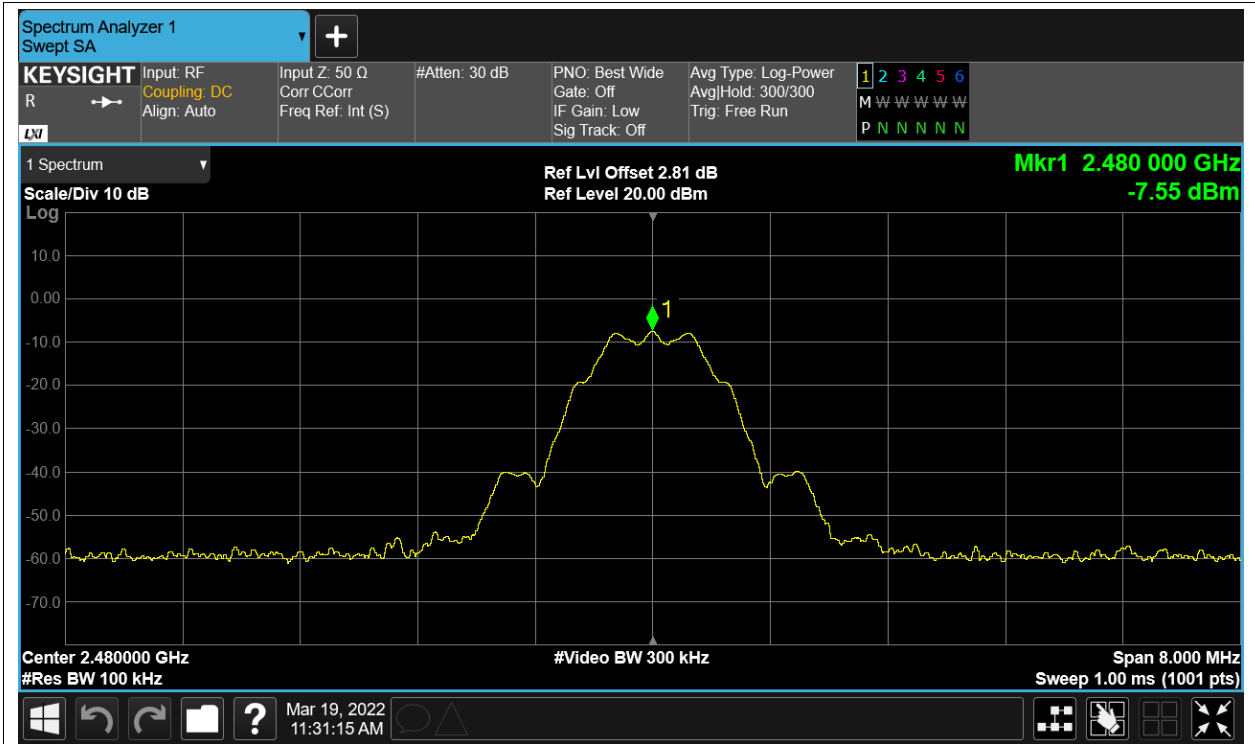 Spectrum Analyzer 1
Swept SA
KEYSIGHT
R
LXI
Input: RF
Coupling: DC
Align: Auto
Input Z: 50 Ω
Corr CCorr
Freq Ref: Int (S)
#Atten: 30 dB
PNO: Best Wide
Gate: Off
IF Gain: Low
Sig Track: Off
Avg Type: Log-Power
Avg|Hold: 300/300
Trig: Free Run
1 2 3 4 5 6
M W W W W W
P N N N N N
1 Spectrum
Scale/Div 10 dB
Log
Ref Lvl Offset 2.81 dB
Ref Level 20.00 dBm
Mkr1 2.480 000 GHz
-7.55 dBm
10.0
0.00
-10.0
-20.0
-30.0
-40.0
-50.0
-60.0
-70.0
1
Center 2.480000 GHz
#Res BW 100 kHz
#Video BW 300 kHz
Span 8.000 MHz
Sweep 1.00 ms (1001 pts)
?
Mar 19, 2022
11:31:15 AM